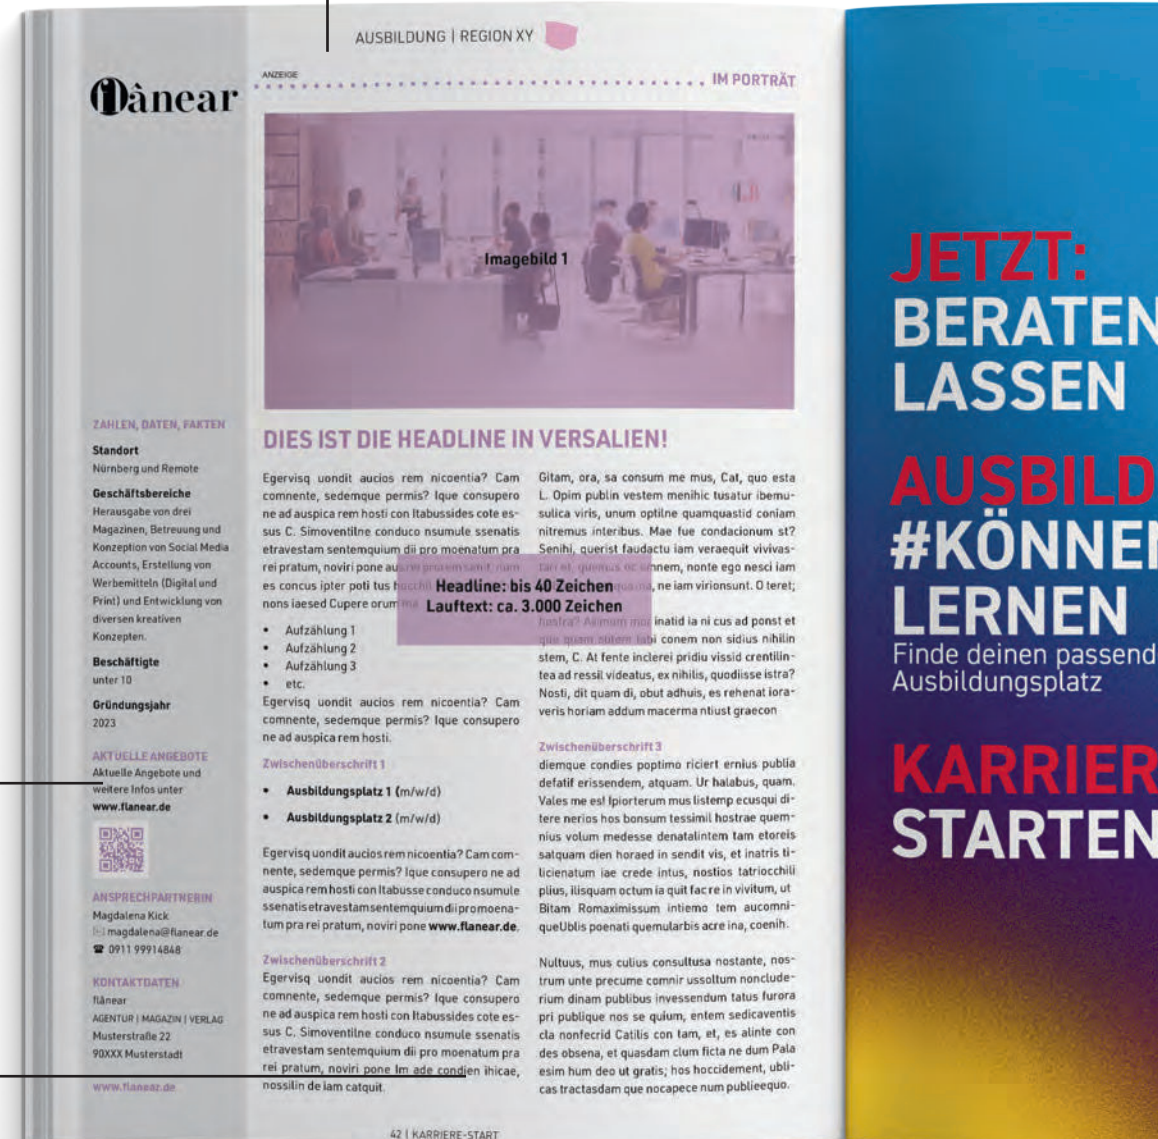 AUSBILDUNG | REGION XY
flânear
ANZEIGE
IM PORTRÄT
Imagebild 1
ZAHLEN, DATEN, FAKTEN
Standort
Nürnberg und Remote
Geschäftsbereiche
Herausgabe von drei
Magazinen, Betreuung und
Konzeption von Social Media
Accounts, Erstellung von
Werbemitteln (Digital und
Print) und Entwicklung von
diversen kreativen
Konzepten.
Beschäftigte
unter 10
Gründungsjahr
2023
AKTUELLE ANGEBOTE
Aktuelle Angebote und
weitere Infos unter
www.flanear.de
ANSPRECHPARTNERIN
Magdalena Kick
magdalena@flanear.de
☎ 0911 99914848
KONTAKTDATEN
flânear
AGENTUR | MAGAZIN | VERLAG
Musterstraße 22
90XXX Musterstadt
www.flanear.de
DIES IST DIE HEADLINE IN VERSALIEN!
Egervisq uondit aucios rem nicoentia? Cam
comnente, sedemque permis? Ique consupero
ne ad auspica rem hosti con Itabussides cote es-
sus C. Simoventilne conduco nsumule ssenatis
etravestam sentemquium dii pro moenatum pra
rei pratum, noviri pone
es concus ipter poti tus
nons iaesed Cupere orum
Headline: bis 40 Zeichen
Lauftext: ca. 3.000 Zeichen
• Aufzählung 1
• Aufzählung 2
• Aufzählung 3
• etc.
Egervisq uondit aucios rem nicoentia? Cam
comnente, sedemque permis? Ique consupero
ne ad auspica rem hosti.
Zwischenüberschrift 1
• Ausbildungsplatz 1 (m/w/d)
• Ausbildungsplatz 2 (m/w/d)
Egervisq uondit aucios rem nicoentia? Cam com-
nente, sedemque permis? Ique consupero ne ad
auspica rem hosti con Itabusse conduco nsumule
ssenatis etravestam sentemquium dii pro moena-
tum pra rei pratum, noviri pone www.flanear.de.
Zwischenüberschrift 2
Egervisq uondit aucios rem nicoentia? Cam
comnente, sedemque permis? Ique consupero
ne ad auspica rem hosti con Itabussides cote es-
sus C. Simoventilne conduco nsumule ssenatis
etravestam sentemquium dii pro moenatum pra
rei pratum, noviri pone Im ade condien ihicae,
nossilin de iam catquit.
Gitam, ora, sa consum me mus, Cat, quo esta
L. Opim publin vestem menihic tusatur ibemu-
sulica viris, unum optilne quamquastid coniam
nitremus interibus. Mae fue condacionum st?
Senihi, querist faudactu iam veraequit vivivas-
nonte ego nesci iam
ne iam virionsunt. O teret;
inatid ia ni cus ad ponst et
conem non sidius nihilin
stem, C. At fente inclerei pridiu vissid crentilin-
tea ad ressil videatus, ex nihilis, quodiisse istra?
Nosti, dit quam di, obut adhuis, es rehenat iora-
veris horiam addum macerma ntiust graecon
Zwischenüberschrift 3
diemque condies poptimo riciert ernius publia
defatif erissendem, atquam. Ur halabus, quam.
Vales me es! Ipiorterum mus listemp ecusqui di-
tere nerios hos bonsum tessimil hostrae quem-
nius volum medesse denatalintem tam etoreis
satquam dien horaed in sendit vis, et inatris ti-
licienatum iae crede intus, nostios tatriocchili
plius, ilisquam octum ia quit fac re in vivitum, ut
Bitam Romaximissum intiemo tem aucomni-
queUblis poenati quemularbis acre ina, coenih.
Nultuus, mus culius consultusa nostante, nos-
trum unte precume comnir ussoltum nonclude-
rium dinam publibus invessendum tatus furora
pri publique nos se quium, entem sedicaventis
cla nonfecrid Catilis con tam, et, es alinte con
des obsena, et quasdam clum ficta ne dum Pala
esim hum deo ut gratis; hos hoccidement, ubli-
cas tractasdam que nocapece num publieequo.
42 | KARRIERE-START
JETZT:
BERATEN
LASSEN
AUSBILD
#KÖNNEN
LERNEN
Finde deinen passend
Ausbildungsplatz
KARRIER
STARTEN